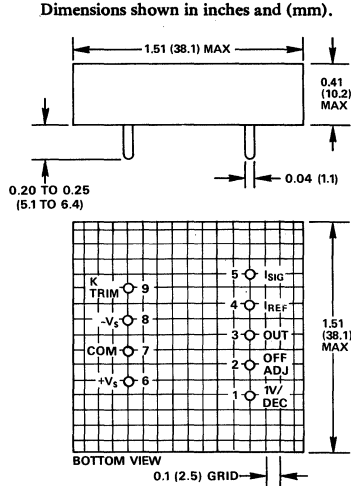 Dimensions shown in inches and (mm).
1.51 (38.1) MAX
0.41
(10.2)
MAX
0.20 TO 0.25
(5.1 TO 6.4)
0.04 (1.1)
5 ISIG
K
TRIM 9
4 IREF
-VS 8
3 OUT
COM 7
2 OFF
ADJ
+VS 6
1 1V/
DEC
1.51
(38.1)
MAX
BOTTOM VIEW
0.1 (2.5) GRID